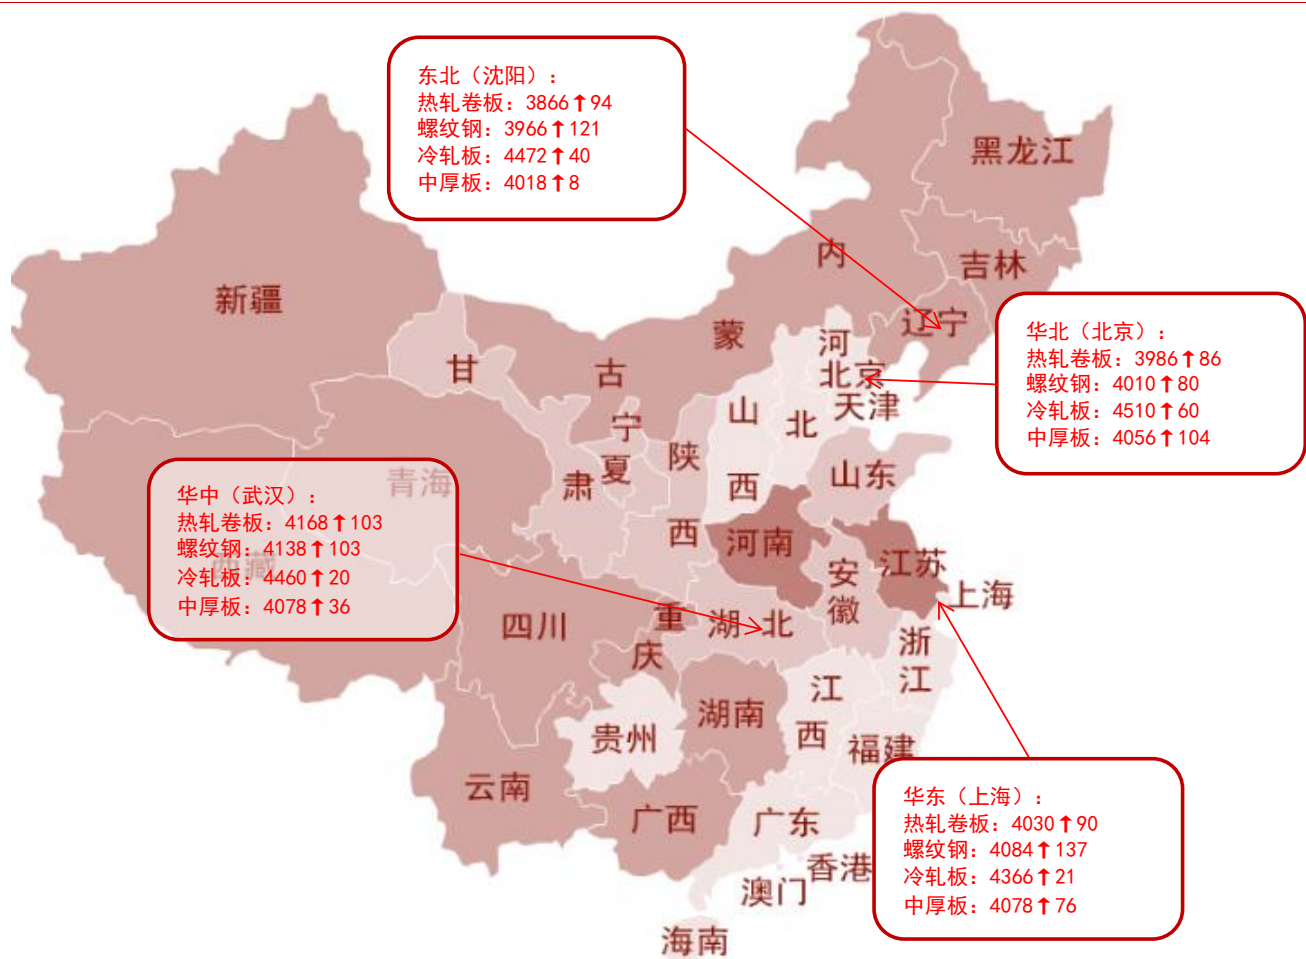 东北（沈阳）：
热轧卷板：3866↑94
螺纹钢：3966↑121
冷轧板：4472↑40
中厚板：4018↑8
黑龙江
内
蒙
古
吉林
辽宁
新疆
华北（北京）：
热轧卷板：3986↑86
螺纹钢：4010↑80
冷轧板：4510↑60
中厚板：4056↑104
河
北
北京
天津
甘
肃
宁
夏
山
西
陕
西
山东
青海
西藏
华中（武汉）：
热轧卷板：4168↑103
螺纹钢：4138↑103
冷轧板：4460↑20
中厚板：4078↑36
河南
江苏
安
徽
上海
四川
重
庆
湖 北
浙
江
湖南
江
西
贵州
福建
云南
广西
广东
香港
澳门
海南
华东（上海）：
热轧卷板：4030↑90
螺纹钢：4084↑137
冷轧板：4366↑21
中厚板：4078↑76